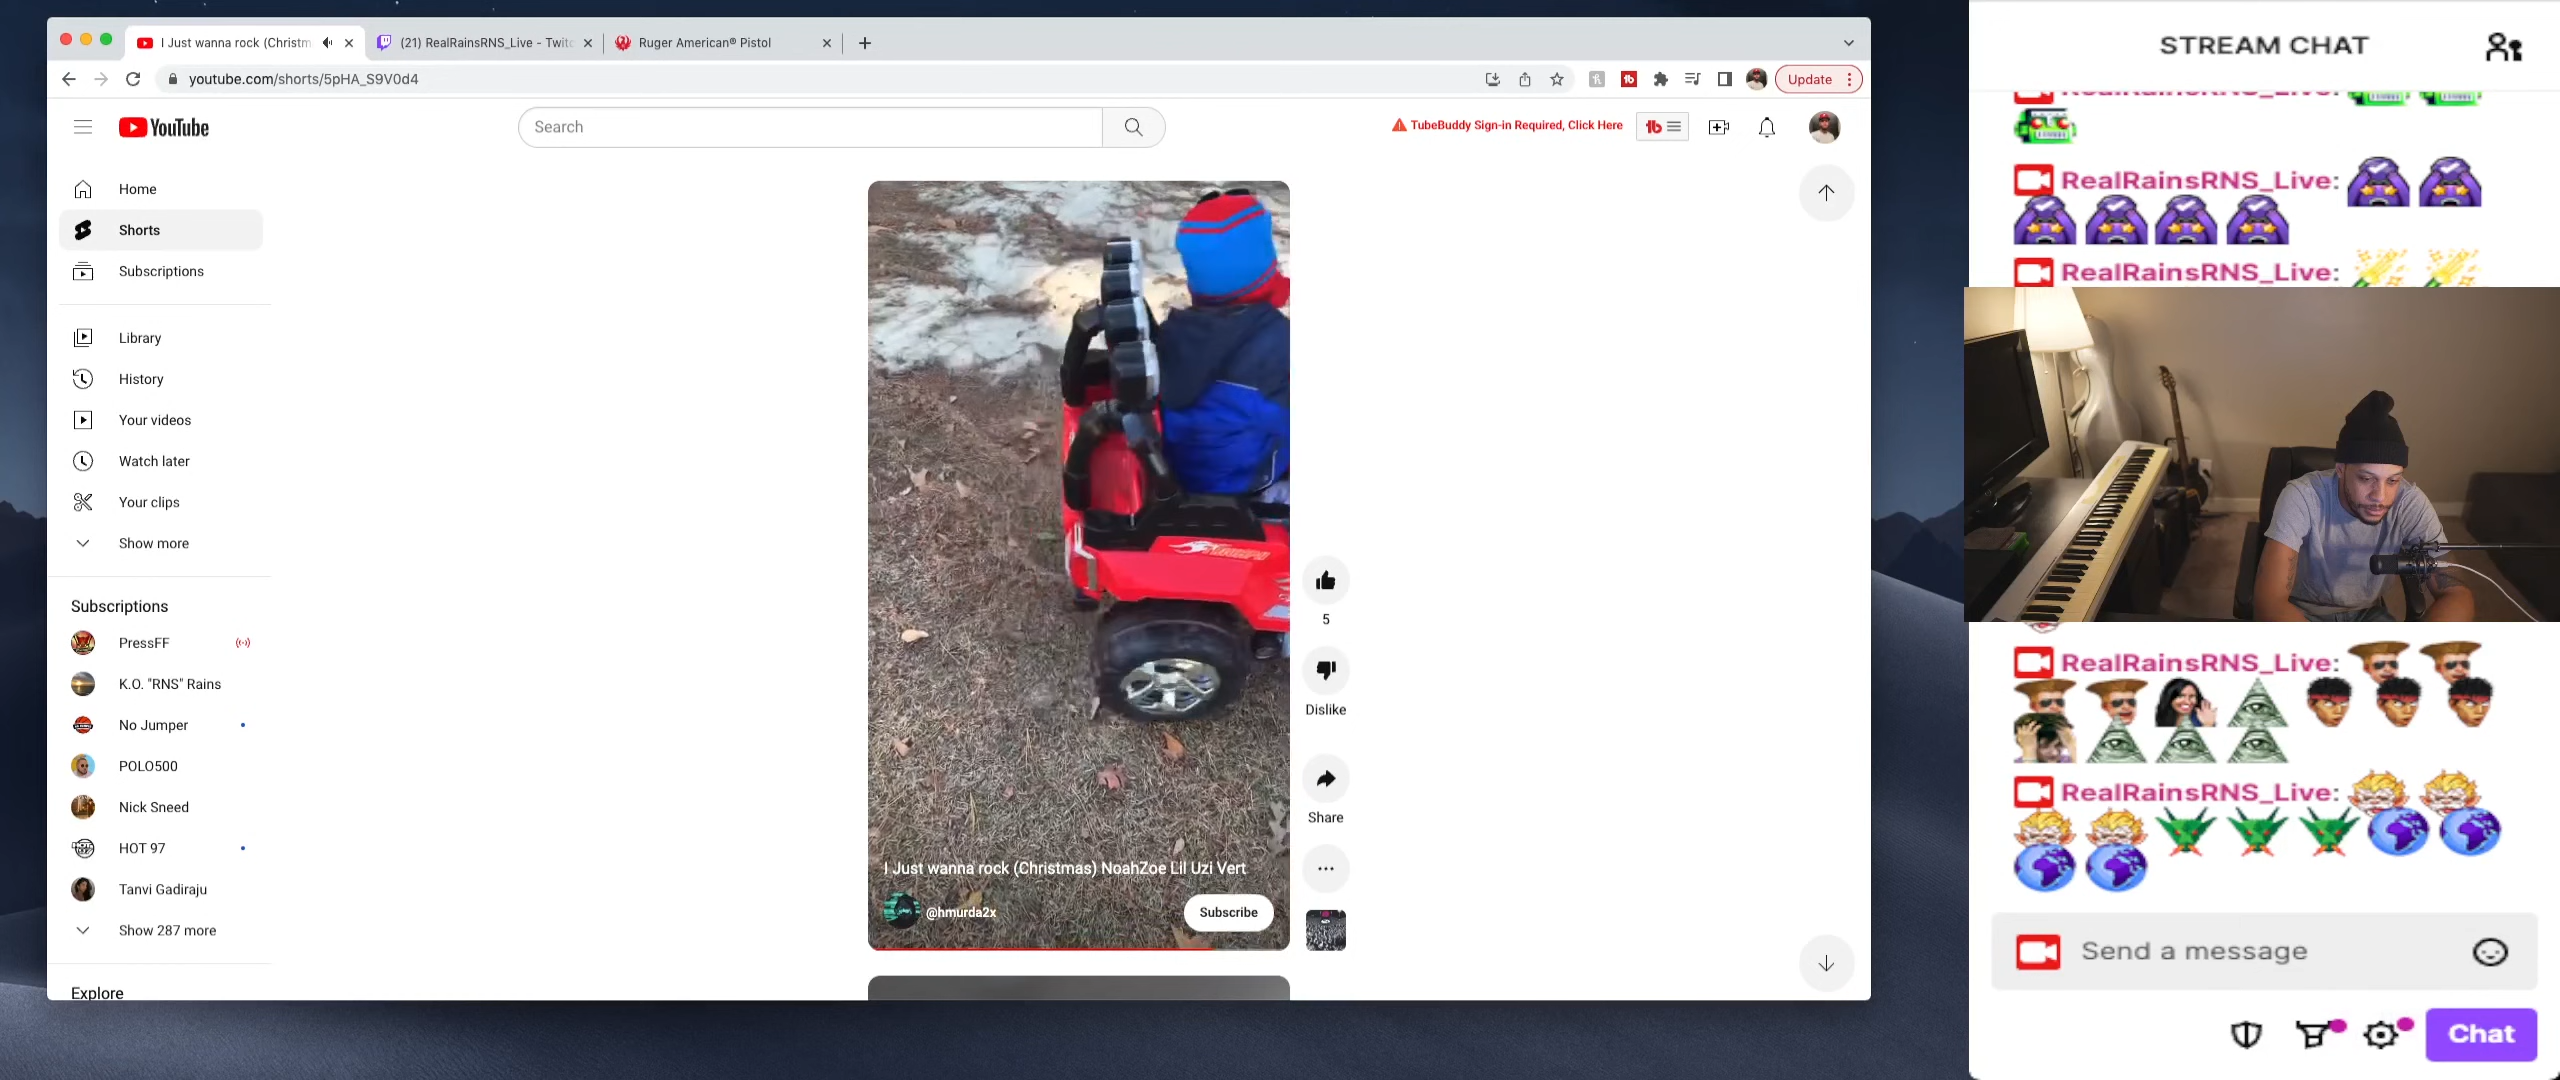 I Just wanna rock (Christm
(21) RealRainsRNS_Live - Twitc
Ruger American® Pistol
youtube.com/shorts/5pHA_S9V0d4
Update
YouTube
Search
TubeBuddy Sign-in Required, Click Here
tb
Home
Shorts
Subscriptions
Library
History
Your videos
Watch later
Your clips
Show more
Subscriptions
PressFF
K.O. "RNS" Rains
No Jumper
POLO500
Nick Sneed
HOT 97
Tanvi Gadiraju
Show 287 more
Explore
5
Dislike
Share
I Just wanna rock (Christmas) NoahZoe Lil Uzi Vert
@hmurda2x
Subscribe
STREAM CHAT
RealRainsRNS_Live:
RealRainsRNS_Live:
RealRainsRNS_Live:
RealRainsRNS_Live:
RealRainsRNS_Live:
Send a message
Chat